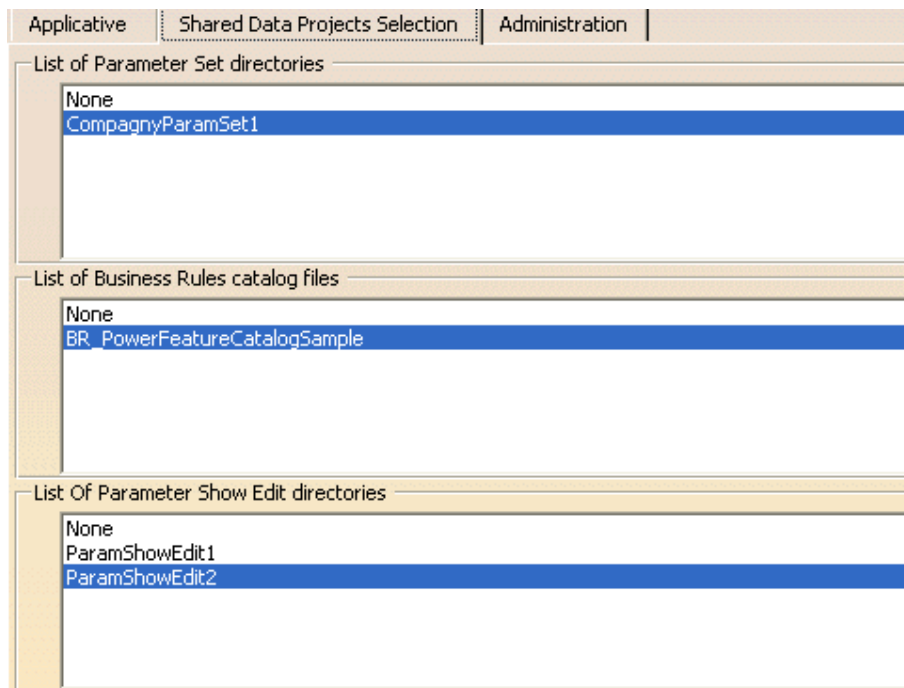 Applicative Shared Data Projects Selection Administration
List of Parameter Set directories
None
CompagnyParamSet1
List of Business Rules catalog files
None
BR_PowerFeatureCatalogSample
List Of Parameter Show Edit directories
None
ParamShowEdit1
ParamShowEdit2